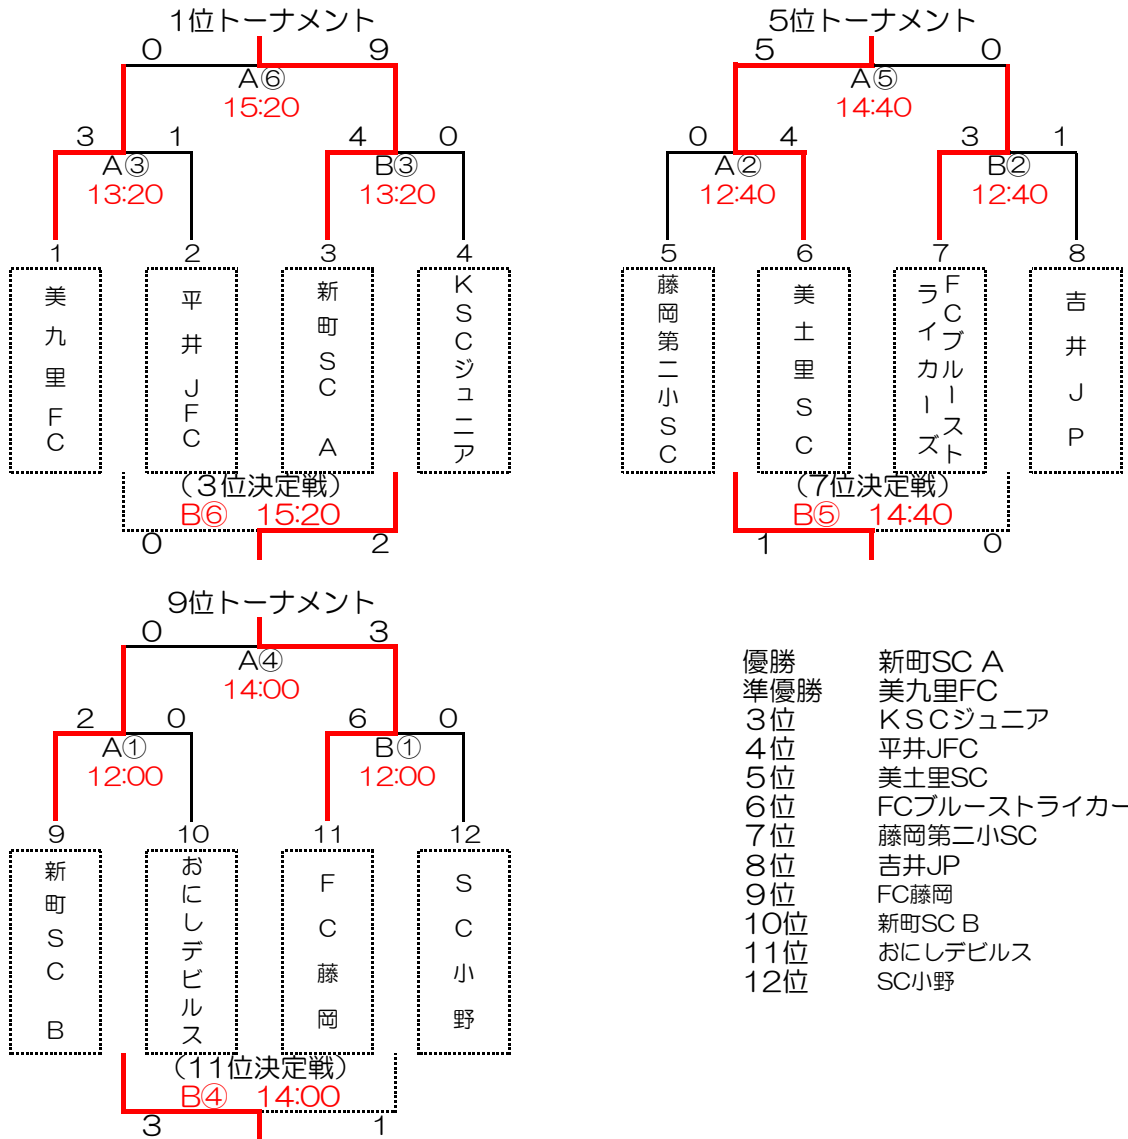 1位トーナメント
0 9
A⑥
15:20
3 1 4 0
A③ B③
13:20 13:20
1 2 3 4
美九里FC
平井JFC
新町SC A
KSCジュニア
(3位決定戦)
B⑥ 15:20
0 2
5位トーナメント
5 0
A⑤
14:40
0 4 3 1
A② B②
12:40 12:40
5 6 7 8
藤岡第二小SC
美土里SC
FCブルースト
ライカーズ
吉井JP
(7位決定戦)
B⑤ 14:40
1 0
9位トーナメント
0 3
A④
14:00
2 0 6 0
A① B①
12:00 12:00
9 10 11 12
新町SC B
おにしデビルス
FC藤岡
SC小野
(11位決定戦)
B④ 14:00
3 1
優勝 新町SC A
準優勝 美九里FC
3位 KSCジュニア
4位 平井JFC
5位 美土里SC
6位 FCブルーストライカー
7位 藤岡第二小SC
8位 吉井JP
9位 FC藤岡
10位 新町SC B
11位 おにしデビルス
12位 SC小野